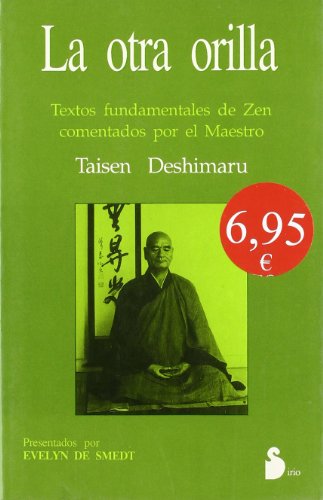 La otra orilla
Textos fundamentales de Zen
comentados por el Maestro
Taisen Deshimaru
6,95
€
Presentados por
EVELYN DE SMEDT
Sirio